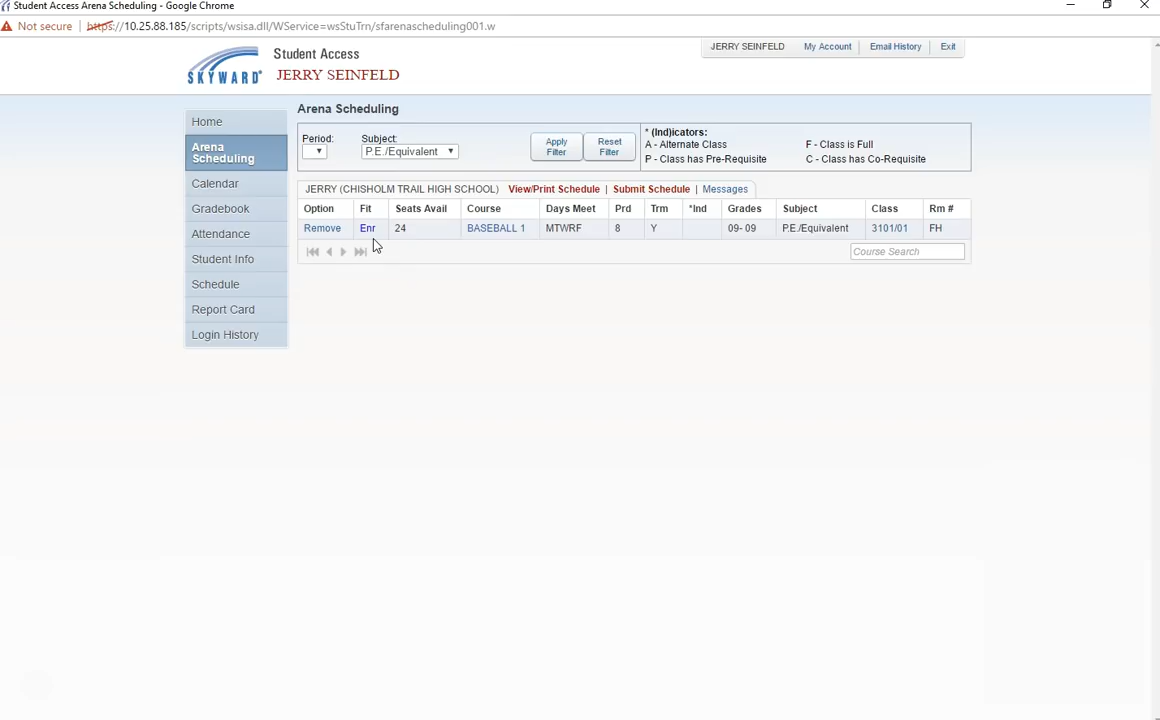 Student Access Arena Scheduling - Google Chrome
Not secure | https://10.25.88.185/scripts/wsisa.dll/WService=wsStuTrn/sfarenascheduling001.w
SKYWARD
Student Access
JERRY SEINFELD
JERRY SEINFELD My Account Email History Exit
Home
Arena
Scheduling
Calendar
Gradebook
Attendance
Student Info
Schedule
Report Card
Login History
Arena Scheduling
Period:
Subject:
P.E./Equivalent
Apply
Filter
Reset
Filter
* (Ind)icators:
A - Alternate Class F - Class is Full
P - Class has Pre-Requisite C - Class has Co-Requisite
JERRY (CHISHOLM TRAIL HIGH SCHOOL) View/Print Schedule | Submit Schedule | Messages
Option Fit Seats Avail Course Days Meet Prd Trm *Ind Grades Subject Class Rm #
Remove Enr 24 BASEBALL 1 MTWRF 8 Y 09- 09 P.E./Equivalent 3101/01 FH
Course Search